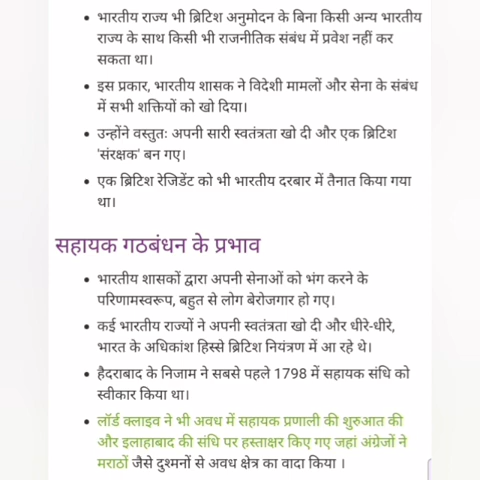 • भारतीय राज्य भी ब्रिटिश अनुमोदन के बिना किसी अन्य भारतीय
राज्य के साथ किसी भी राजनीतिक संबंध में प्रवेश नहीं कर
सकता था।
• इस प्रकार, भारतीय शासक ने विदेशी मामलों और सेना के संबंध
में सभी शक्तियों को खो दिया।
• उन्होंने वस्तुतः अपनी सारी स्वतंत्रता खो दी और एक ब्रिटिश
'संरक्षक' बन गए।
• एक ब्रिटिश रेजिडेंट को भी भारतीय दरबार में तैनात किया गया
था।
सहायक गठबंधन के प्रभाव
• भारतीय शासकों द्वारा अपनी सेनाओं को भंग करने के
परिणामस्वरूप, बहुत से लोग बेरोजगार हो गए।
• कई भारतीय राज्यों ने अपनी स्वतंत्रता खो दी और धीरे-धीरे,
भारत के अधिकांश हिस्से ब्रिटिश नियंत्रण में आ रहे थे।
• हैदराबाद के निजाम ने सबसे पहले 1798 में सहायक संधि को
स्वीकार किया था।
• लॉर्ड क्लाइव ने भी अवध में सहायक प्रणाली की शुरुआत की
और इलाहाबाद की संधि पर हस्ताक्षर किए गए जहां अंग्रेजों ने
मराठों जैसे दुश्मनों से अवध क्षेत्र का वादा किया ।